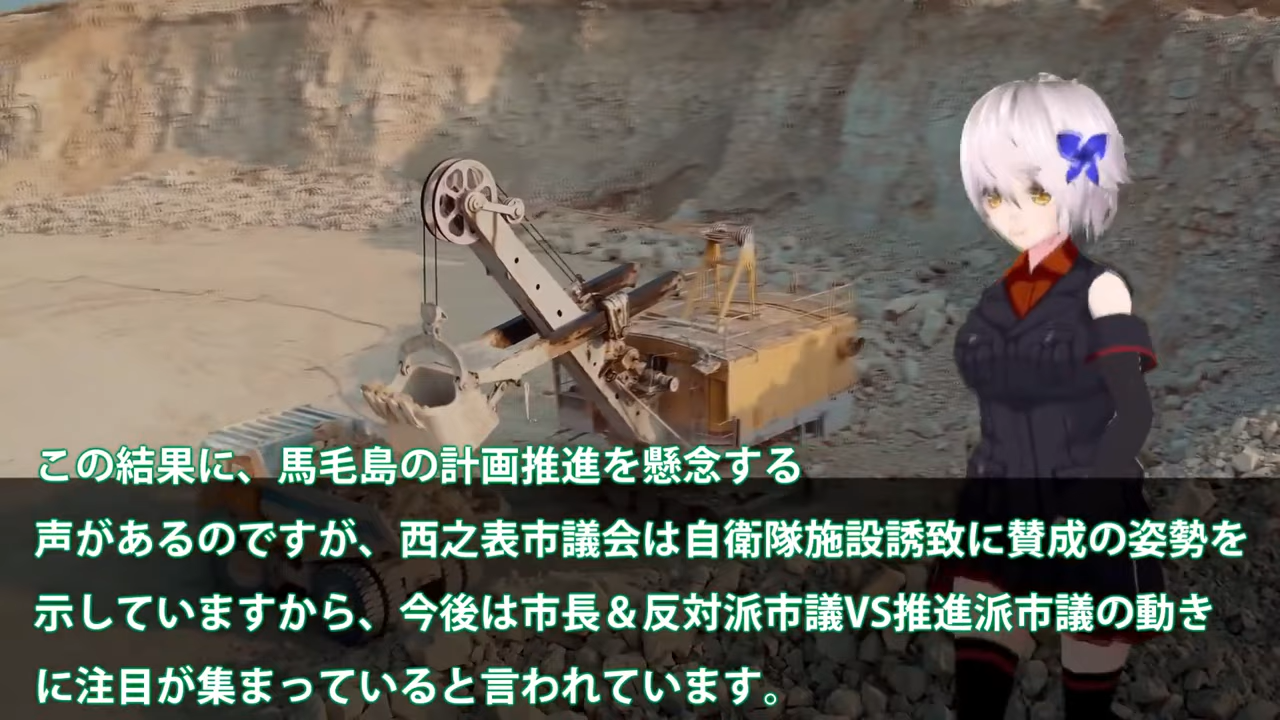 この結果に、馬毛島の計画推進を懸念する
声があるのですが、西之表市議会は自衛隊施設誘致に賛成の姿勢を
示していますから、今後は市長＆反対派市議VS推進派市議の動き
に注目が集まっていると言われています。